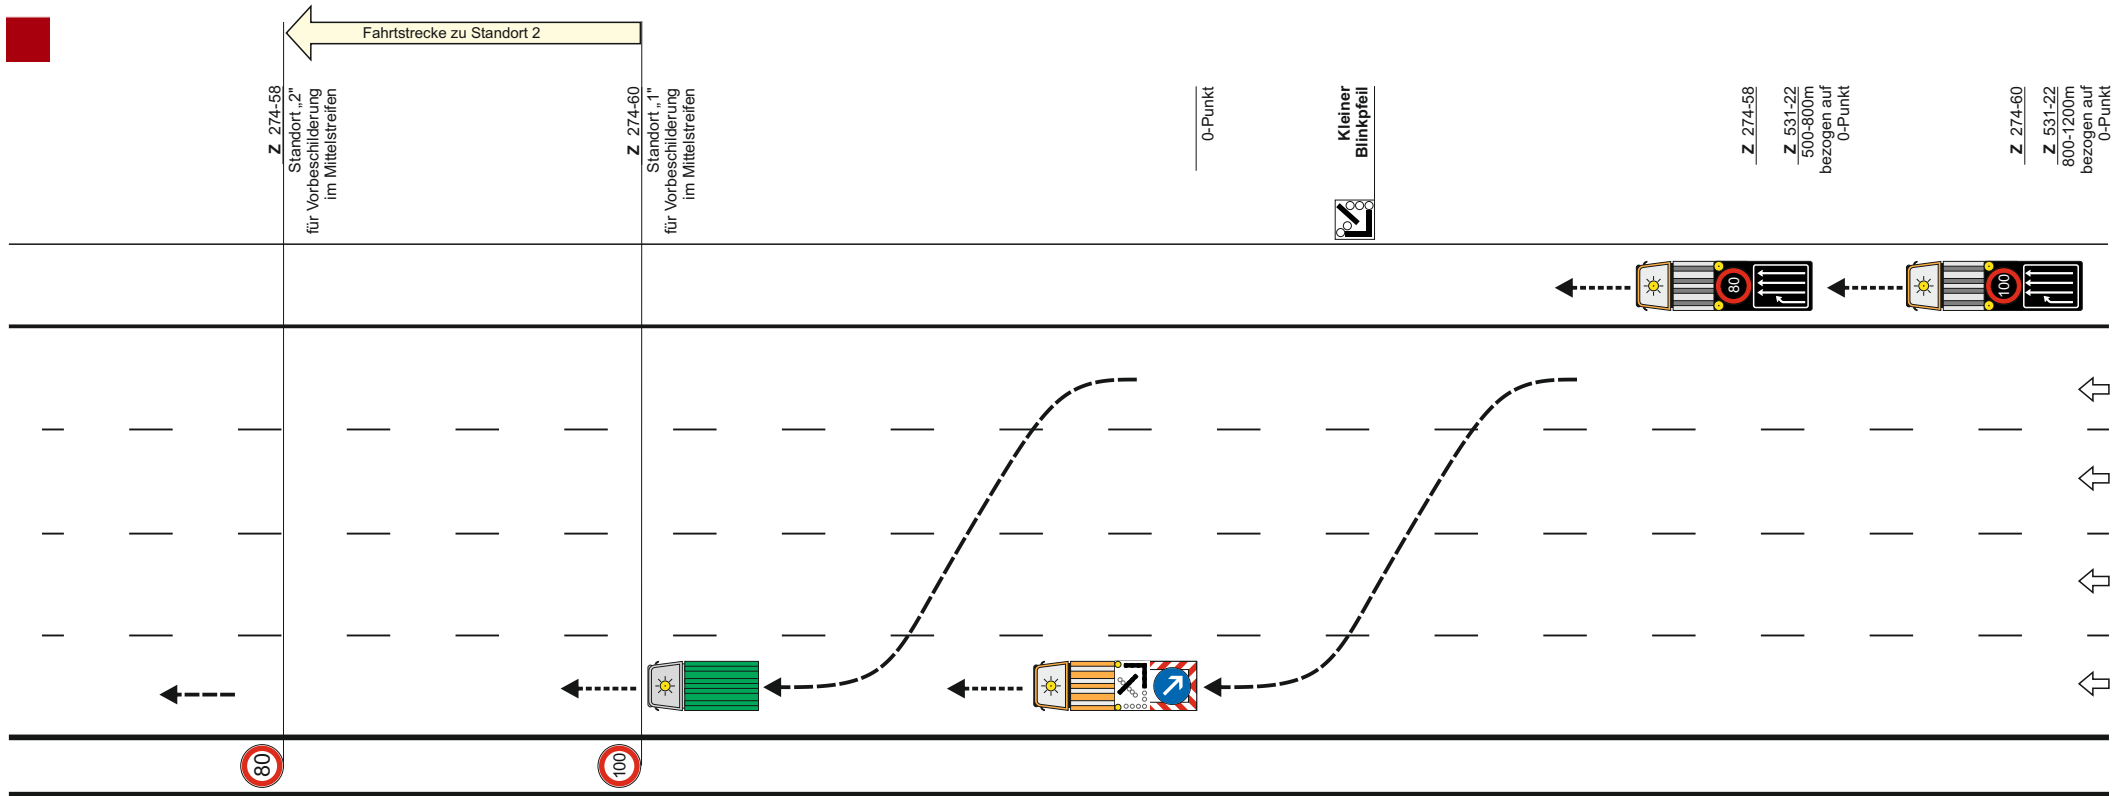 Fahrtstrecke zu Standort 2
Z 274-58
Standort „2"
für Vorbeschilderung
im Mittelstreifen
Z 274-60
Standort „1"
für Vorbeschilderung
im Mittelstreifen
0-Punkt
Kleiner
Blinkpfeil
Z 274-58
Z 531-22
500-800m
bezogen auf
0-Punkt
Z 274-60
Z 531-22
800-1200m
bezogen auf
0-Punkt
80
100
80
100